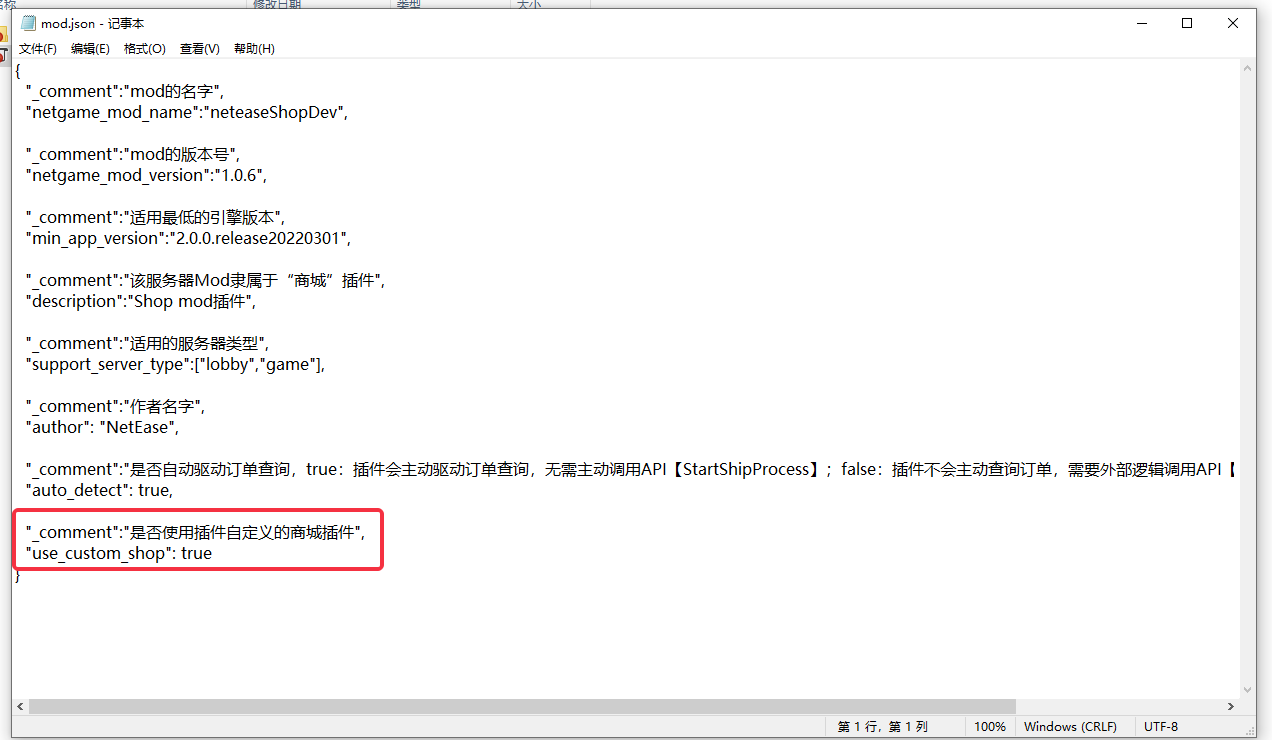 修改日期 类型 大小
mod.json - 记事本
文件(F) 编辑(E) 格式(O) 查看(V) 帮助(H)
{
"_comment":"mod的名字",
"netgame_mod_name":"neteaseShopDev",
"_comment":"mod的版本号",
"netgame_mod_version":"1.0.6",
"_comment":"适用最低的引擎版本",
"min_app_version":"2.0.0.release20220301",
"_comment":"该服务器Mod隶属于“商城”插件",
"description":"Shop mod插件",
"_comment":"适用的服务器类型",
"support_server_type":["lobby","game"],
"_comment":"作者名字",
"author": "NetEase",
"_comment":"是否自动驱动订单查询，true：插件会主动驱动订单查询，无需主动调用API【StartShipProcess】；false：插件不会主动查询订单，需要外部逻辑调用API【
"auto_detect": true,
"_comment":"是否使用插件自定义的商城插件",
"use_custom_shop": true
}
第 1 行，第 1 列 100% Windows (CRLF) UTF-8